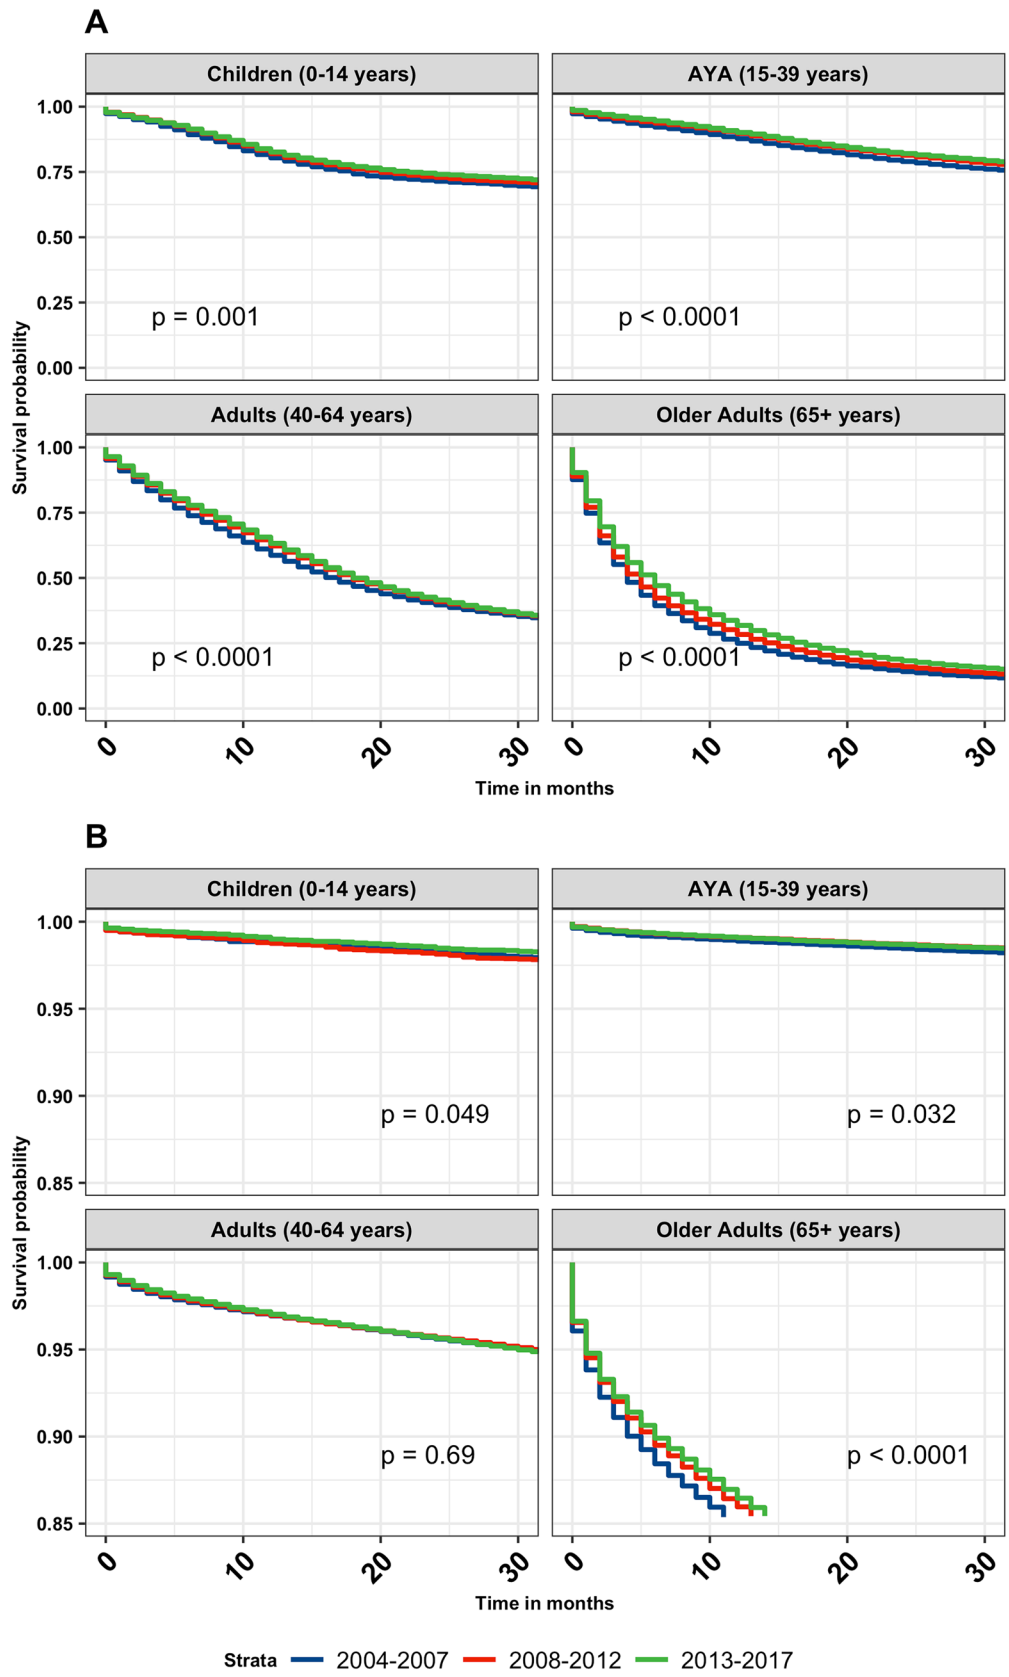 A
Children (0-14 years)
AYA (15-39 years)
1.00
0.75
0.50
0.25
0.00
p = 0.001
p < 0.0001
Survival probability
Adults (40-64 years)
Older Adults (65+ years)
1.00
0.75
0.50
0.25
0.00
p < 0.0001
p < 0.0001
0 10 20 30
0 10 20 30
Time in months
B
Children (0-14 years)
AYA (15-39 years)
1.00
0.95
0.90
0.85
p = 0.049
p = 0.032
Survival probability
Adults (40-64 years)
Older Adults (65+ years)
1.00
0.95
0.90
0.85
p = 0.69
p < 0.0001
0 10 20 30
0 10 20 30
Time in months
Strata 2004-2007 2008-2012 2013-2017